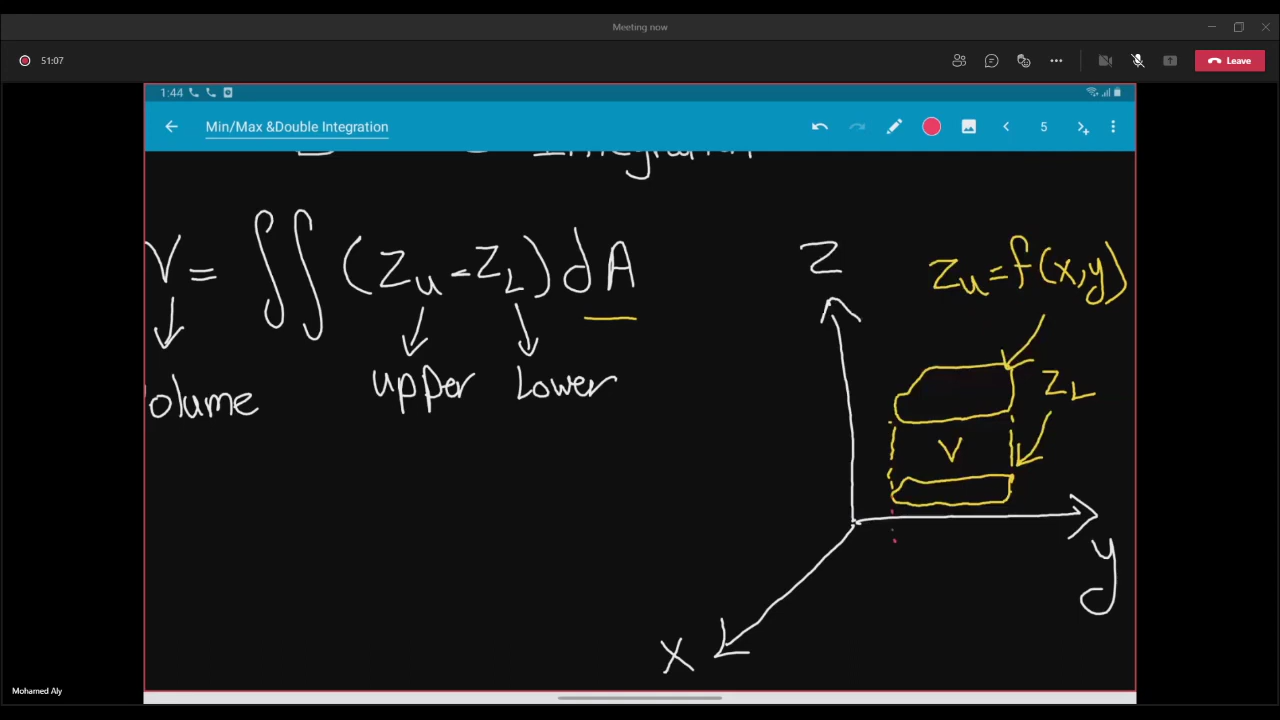 Meeting now
51:07
Leave
1:44
Min/Max &Double Integration
5
Integration
V = ∬ (Zu - ZL) dA
Z
Zu = f(x,y)
upper Lower
ZL
olume
V
y
X
Mohamed Aly